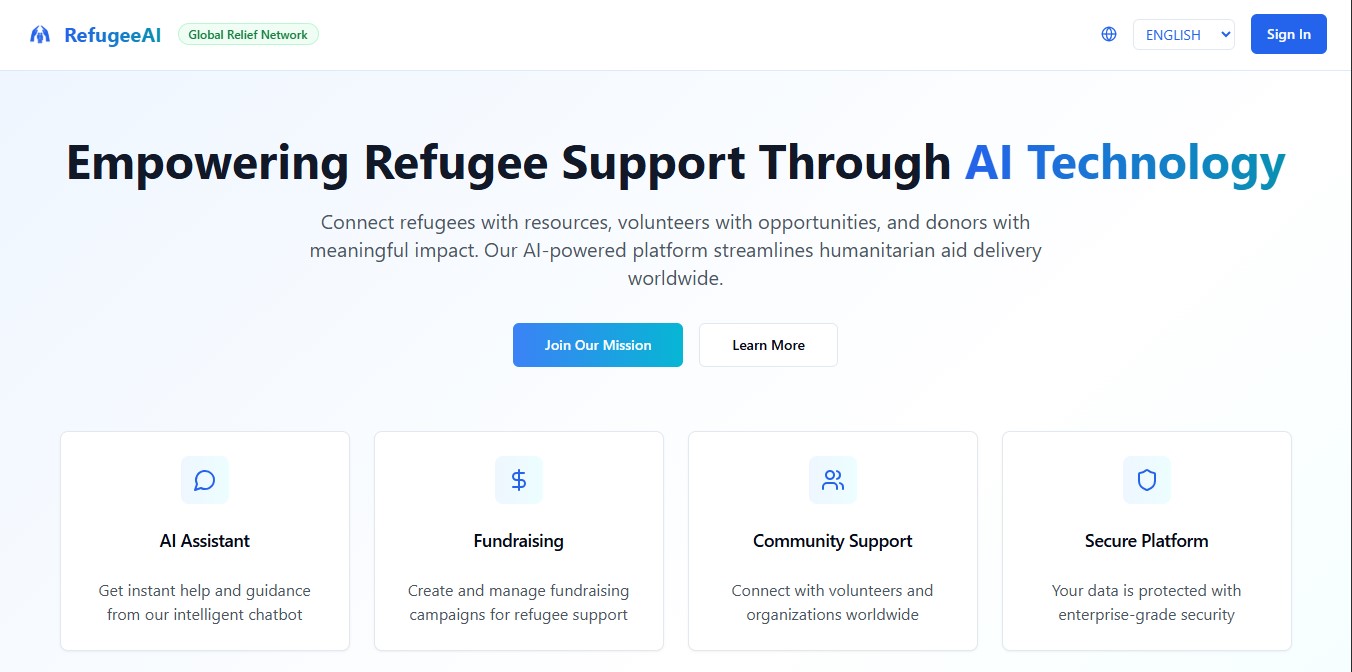 RefugeeAI
Global Relief Network
ENGLISH
Sign In
Empowering Refugee Support Through AI Technology
Connect refugees with resources, volunteers with opportunities, and donors with
meaningful impact. Our AI-powered platform streamlines humanitarian aid delivery
worldwide.
Join Our Mission
Learn More
AI Assistant
Get instant help and guidance
from our intelligent chatbot
Fundraising
Create and manage fundraising
campaigns for refugee support
Community Support
Connect with volunteers and
organizations worldwide
Secure Platform
Your data is protected with
enterprise-grade security